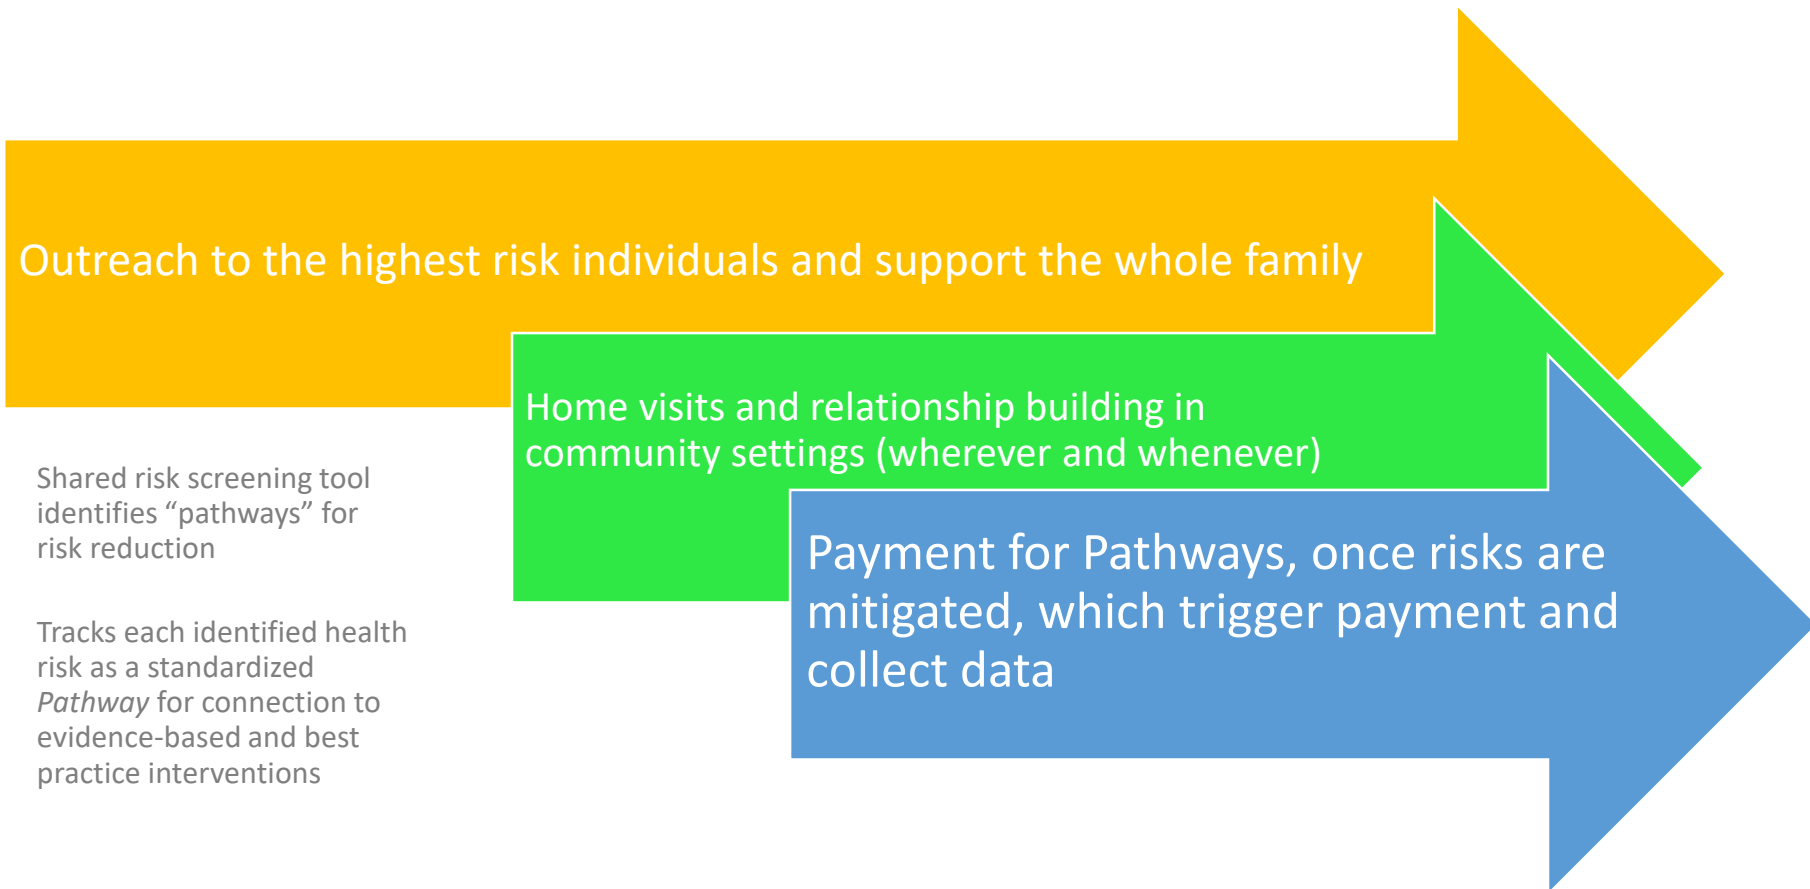 Outreach to the highest risk individuals and support the whole family
Home visits and relationship building in
community settings (wherever and whenever)
Shared risk screening tool
identifies “pathways” for
risk reduction
Tracks each identified health
risk as a standardized
Pathway for connection to
evidence-based and best
practice interventions
Payment for Pathways, once risks are
mitigated, which trigger payment and
collect data